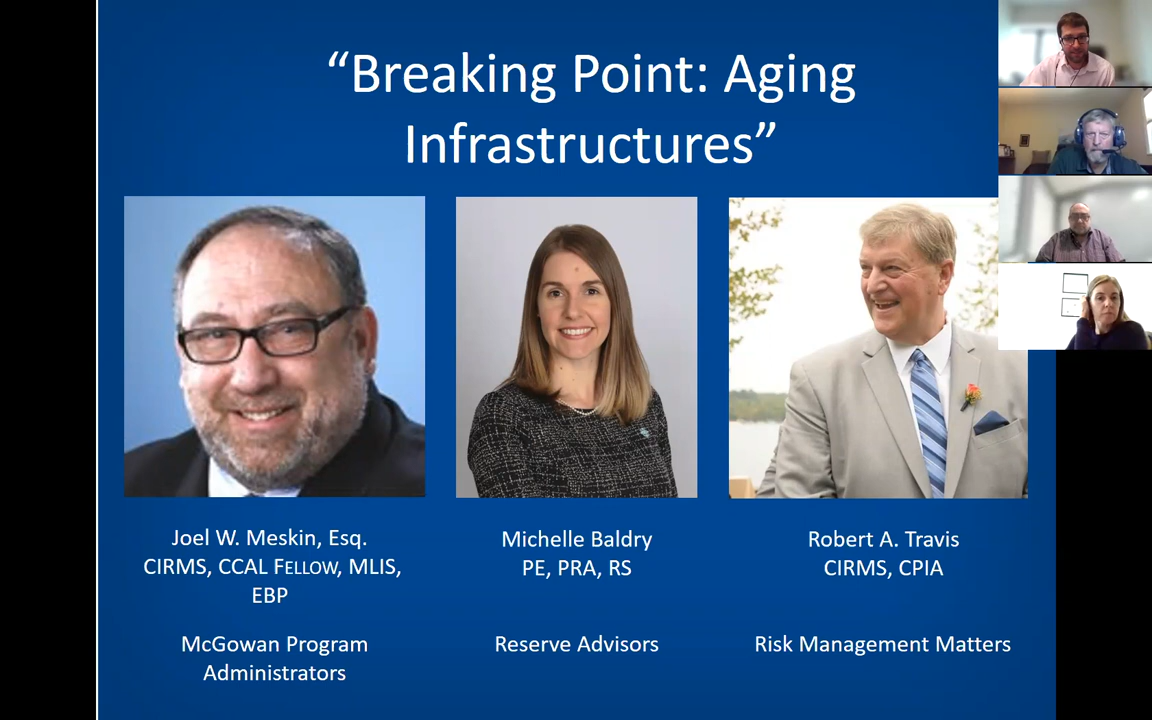 “Breaking Point: Aging
Infrastructures”
Joel W. Meskin, Esq.
CIRMS, CCAL FELLOW, MLIS,
EBP
McGowan Program
Administrators
Michelle Baldry
PE, PRA, RS
Reserve Advisors
Robert A. Travis
CIRMS, CPIA
Risk Management Matters